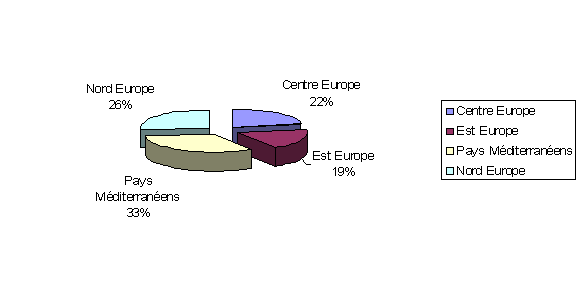 Nord Europe
26%
Centre Europe
22%
Est Europe
19%
Pays
Méditerranéens
33%
Centre Europe
Est Europe
Pays Méditerranéens
Nord Europe